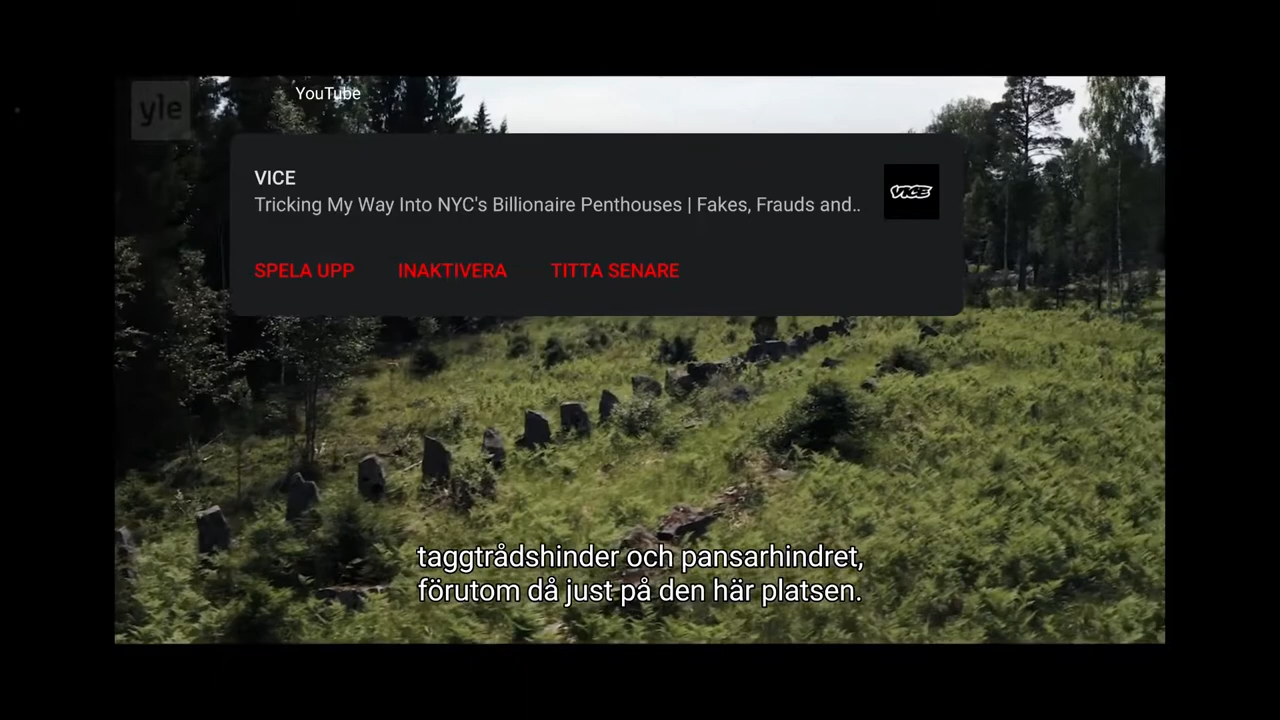 yle
YouTube
VICE
Tricking My Way Into NYC's Billionaire Penthouses | Fakes, Frauds and..
VICE
SPELA UPP INAKTIVERA TITTA SENARE
taggtrådshinder och pansarhindret,
förutom då just på den här platsen.